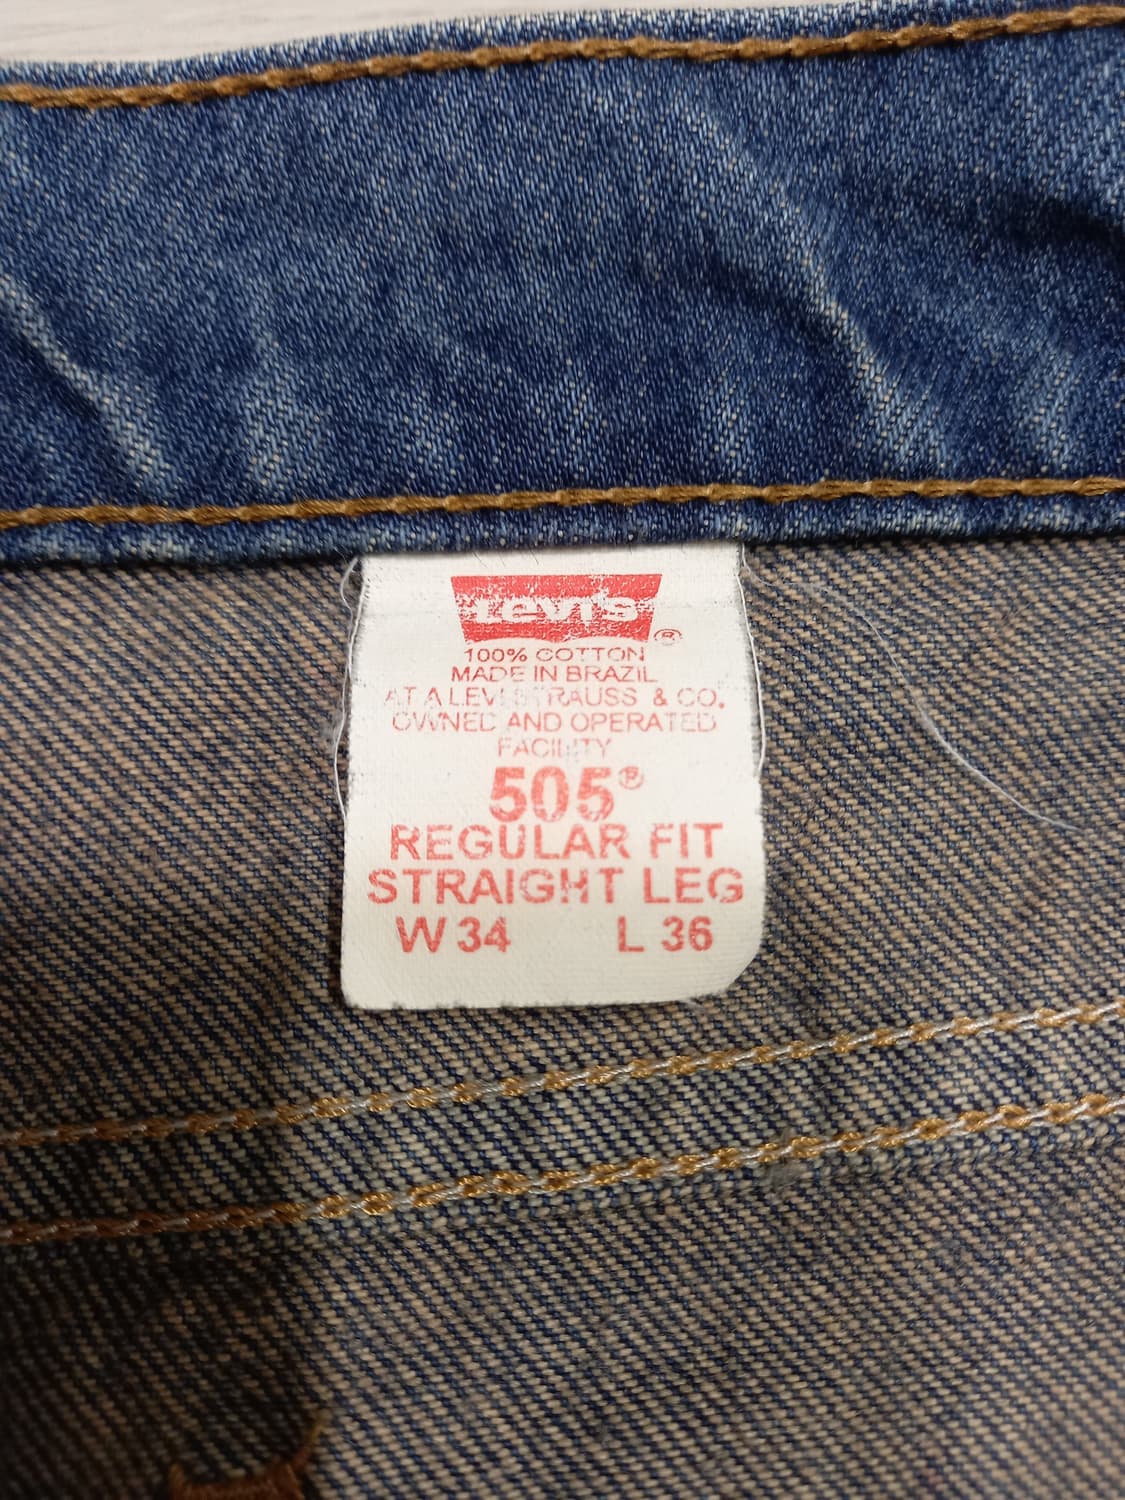 Levi's ®
100% COTTON
MADE IN BRAZIL
AT A LEVI STRAUSS & CO.
OWNED AND OPERATED
FACILITY
505®
REGULAR FIT
STRAIGHT LEG
W 34 L 36